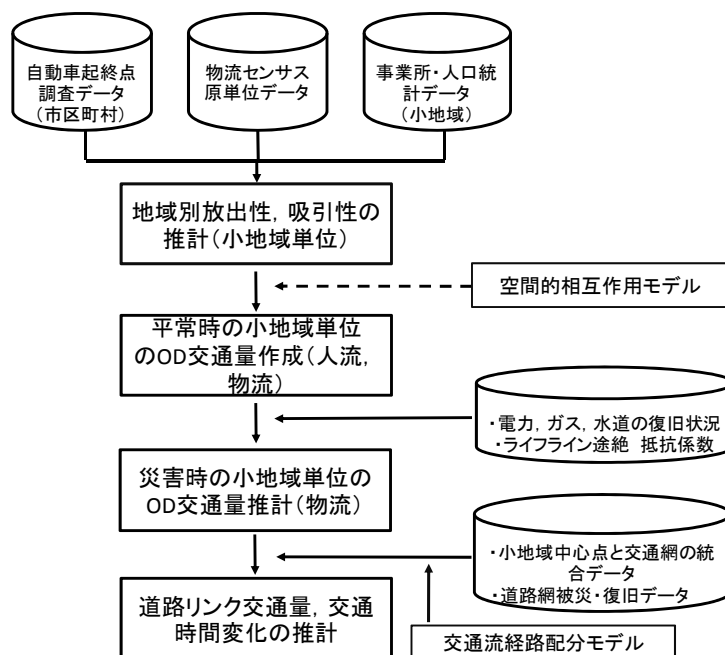 自動車起終点
調査データ
(市区町村)
物流センサス
原単位データ
事業所・人口統
計データ
(小地域)
地域別放出性, 吸引性の
推計(小地域単位)
空間的相互作用モデル
平常時の小地域単位
のOD交通量作成(人流,
物流)
・電力, ガス, 水道の復旧状況
・ライフライン途絶 抵抗係数
災害時の小地域単位の
OD交通量推計(物流)
・小地域中心点と交通網の統
合データ
・道路網被災・復旧データ
道路リンク交通量, 交通
時間変化の推計
交通流経路配分モデル